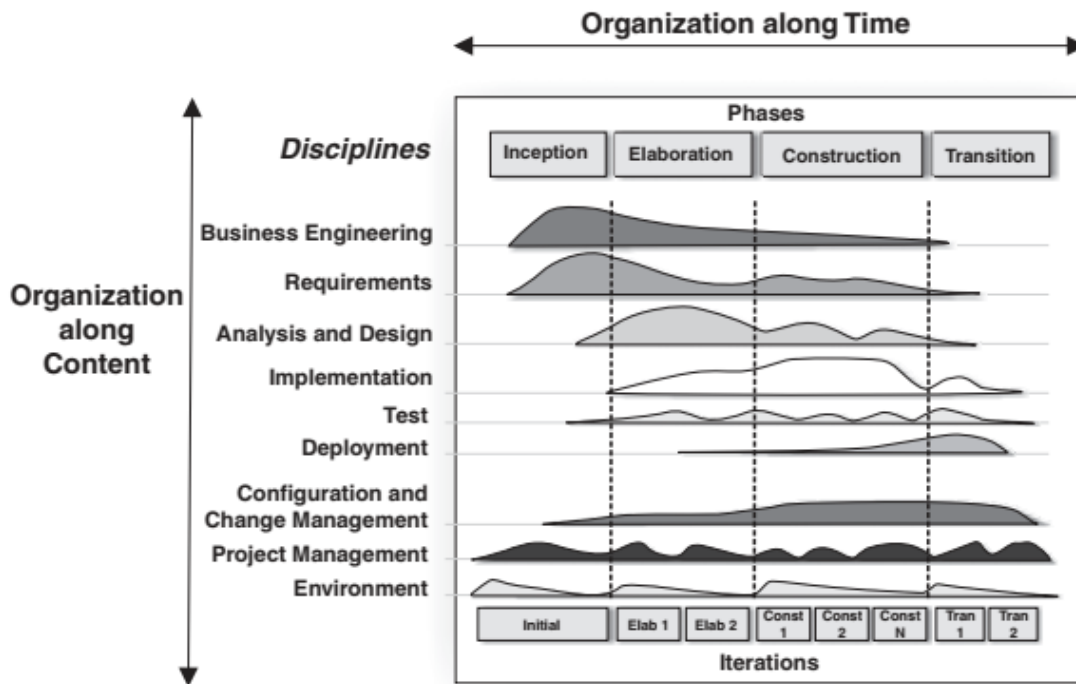 Organization along Time
Phases
Disciplines
Inception
Elaboration
Construction
Transition
Organization
along
Content
Business Engineering
Requirements
Analysis and Design
Implementation
Test
Deployment
Configuration and
Change Management
Project Management
Environment
Initial
Elab 1
Elab 2
Const
1
Const
2
Const
N
Tran
1
Tran
2
Iterations